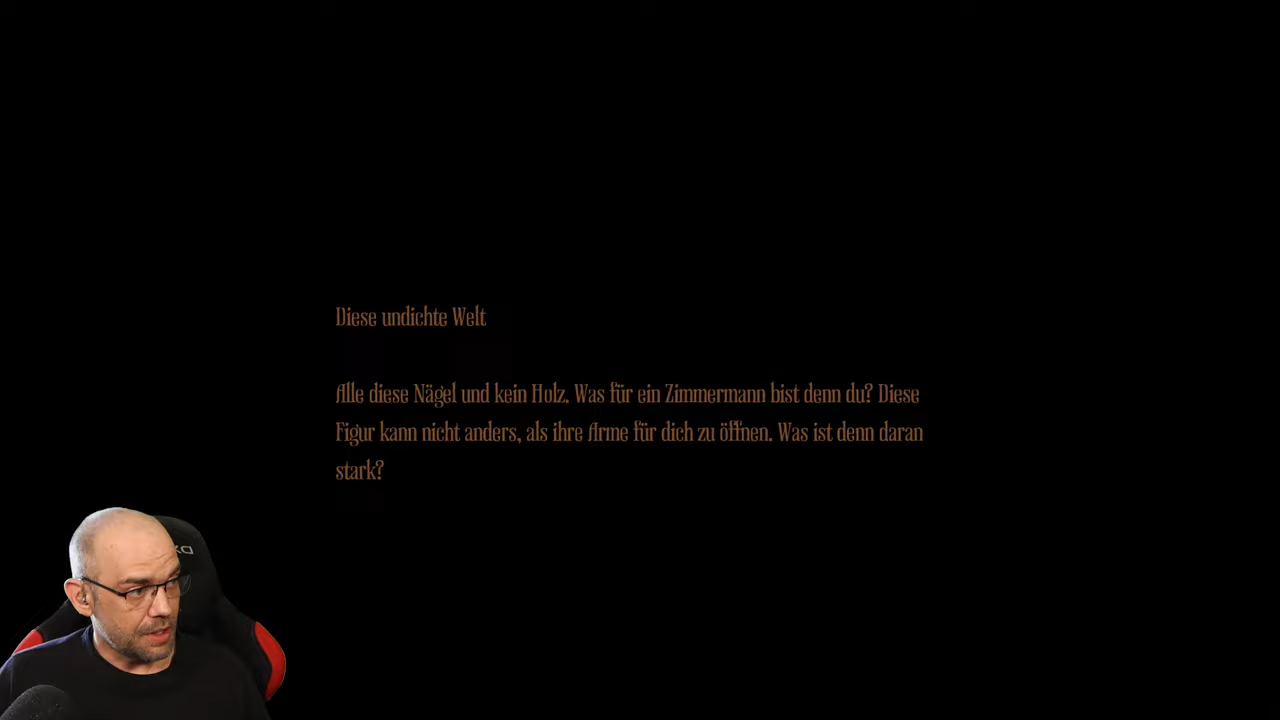 Diese undichte Welt
Alle diese Nägel und kein Holz. Was für ein Zimmermann bist denn du? Diese
Figur kann nicht anders, als ihre Arme für dich zu öffnen. Was ist denn daran
stark?